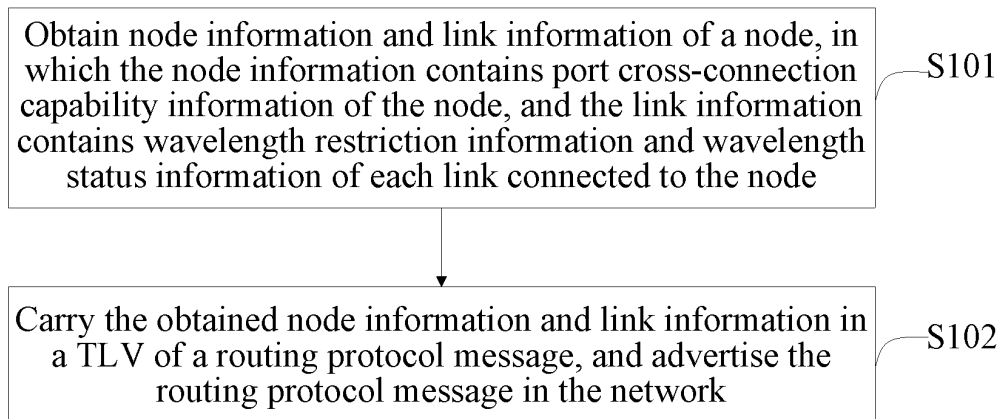 Obtain node information and link information of a node, in
which the node information contains port cross-connection
capability information of the node, and the link information
contains wavelength restriction information and wavelength
status information of each link connected to the node
S101
Carry the obtained node information and link information in
a TLV of a routing protocol message, and advertise the
routing protocol message in the network
S102